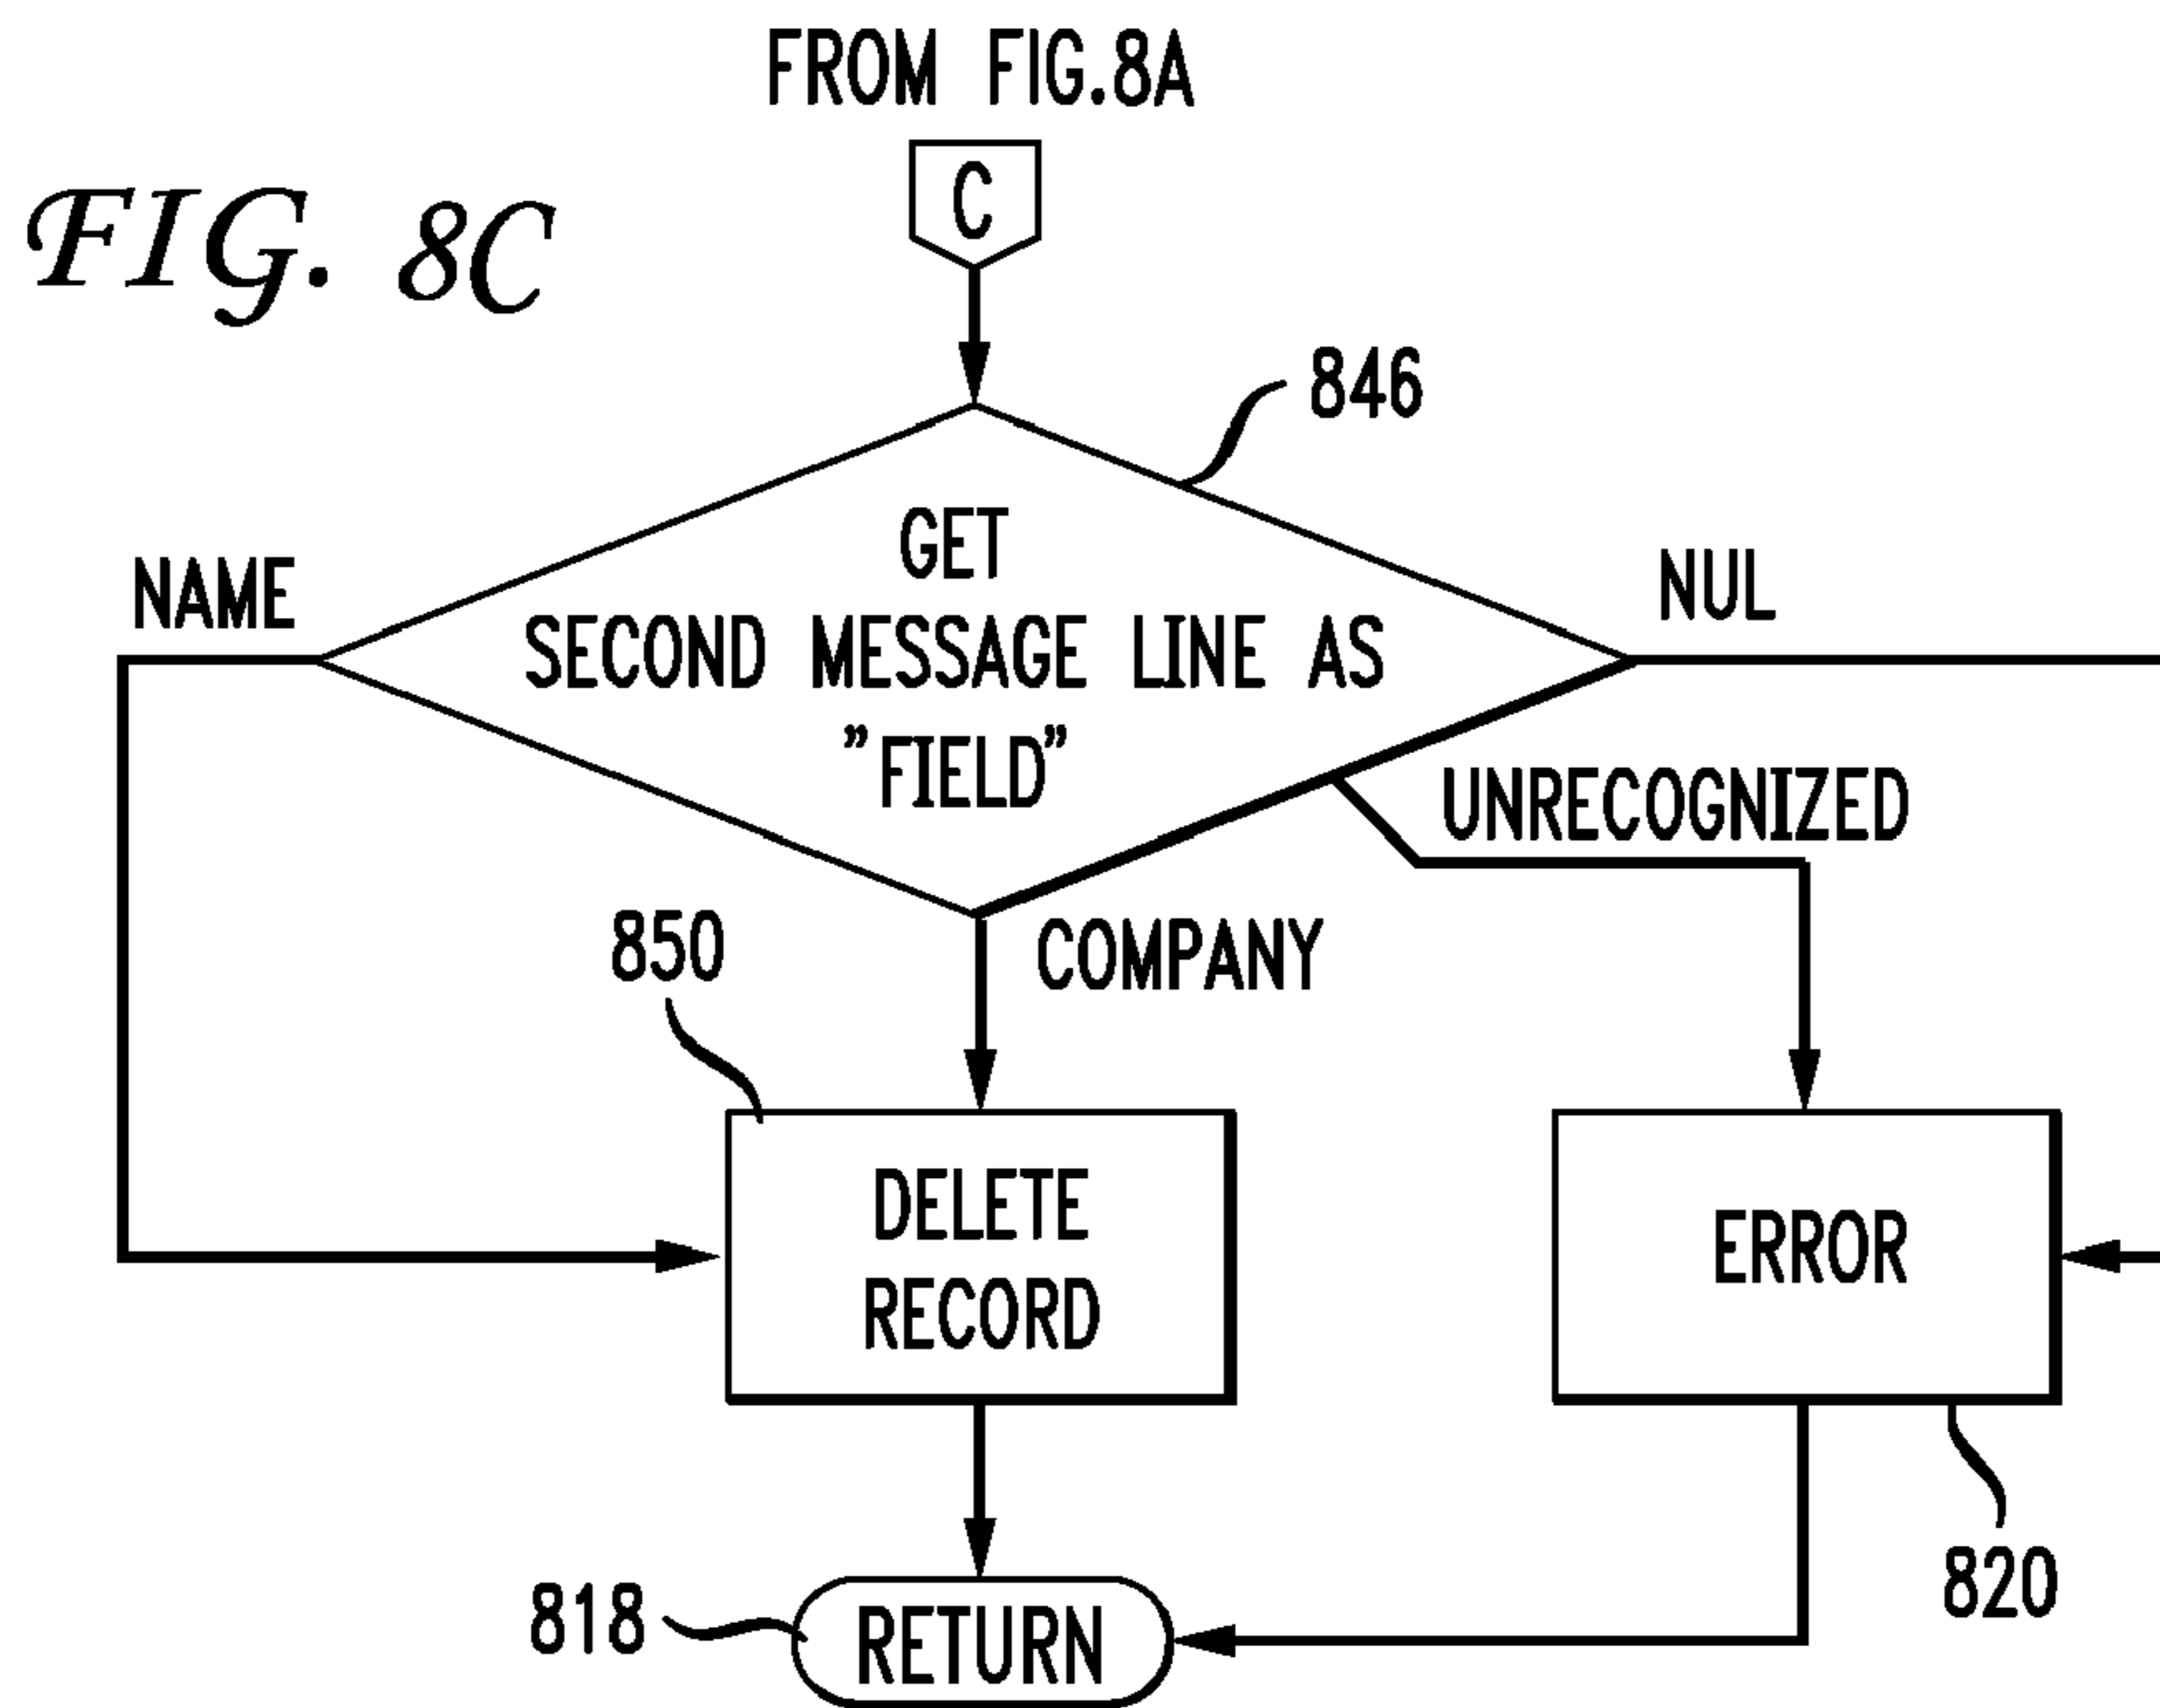 FROM FIG.8A
C
FIG. 8C
846
GET
SECOND MESSAGE LINE AS
"FIELD"
NAME
NUL
UNRECOGNIZED
COMPANY
850
DELETE
RECORD
ERROR
820
818
RETURN